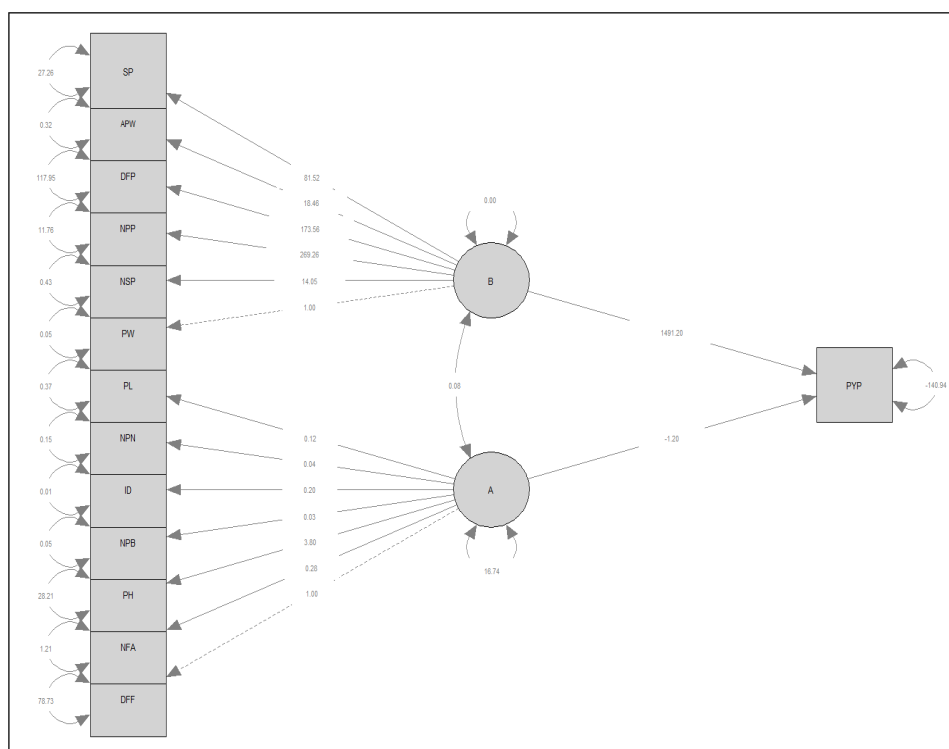 SP
27.26
APW
0.32
DFP
117.95
NPP
11.76
NSP
0.43
PW
0.05
PL
0.37
NPN
0.15
ID
0.01
NPB
0.05
PH
28.21
NFA
1.21
DFF
78.73
81.52
18.46
173.56
269.26
14.05
1.00
0.12
0.04
0.20
0.03
3.80
0.28
1.00
0.00
B
0.08
A
16.74
1491.20
-1.20
PYP
-140.94